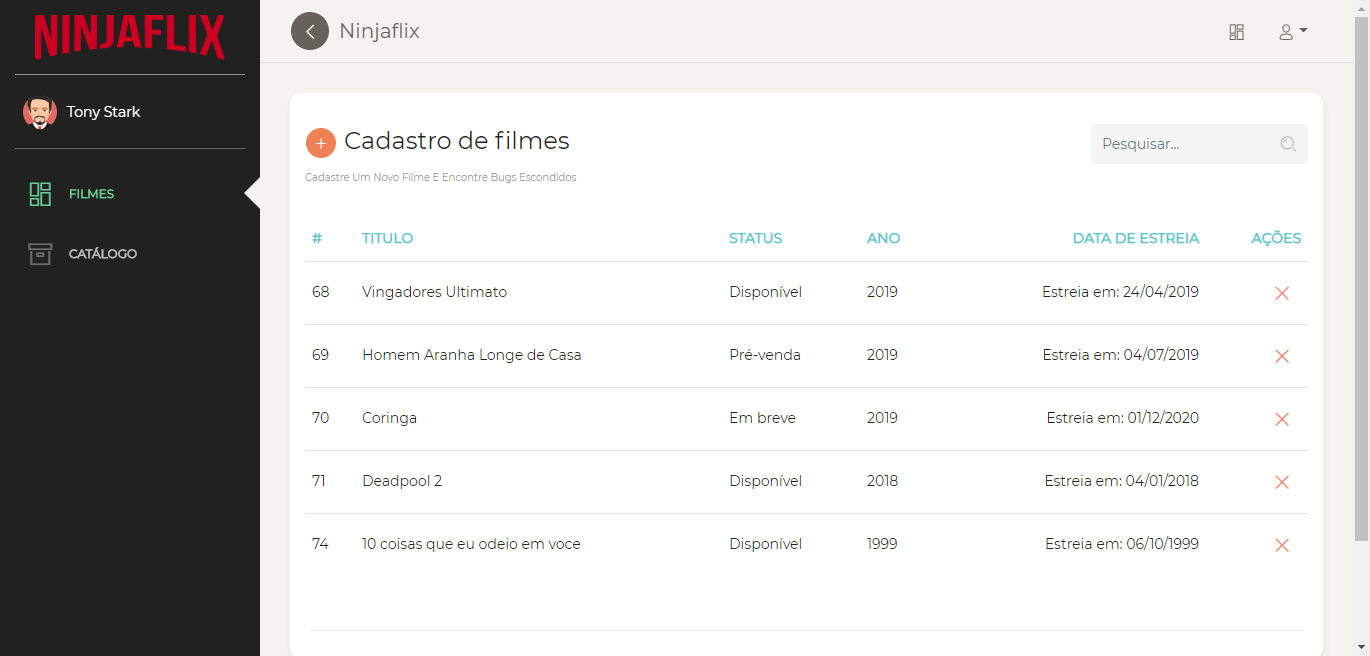 NINJAFLIX
Ninjaflix
Tony Stark
FILMES
CATÁLOGO
+ Cadastro de filmes
Pesquisar...
Cadastre Um Novo Filme E Encontre Bugs Escondidos
# TITULO STATUS ANO DATA DE ESTREIA AÇÕES
68 Vingadores Ultimato Disponível 2019 Estreia em: 24/04/2019
69 Homem Aranha Longe de Casa Pré-venda 2019 Estreia em: 04/07/2019
70 Coringa Em breve 2019 Estreia em: 01/12/2020
71 Deadpool 2 Disponível 2018 Estreia em: 04/01/2018
74 10 coisas que eu odeio em voce Disponível 1999 Estreia em: 06/10/1999